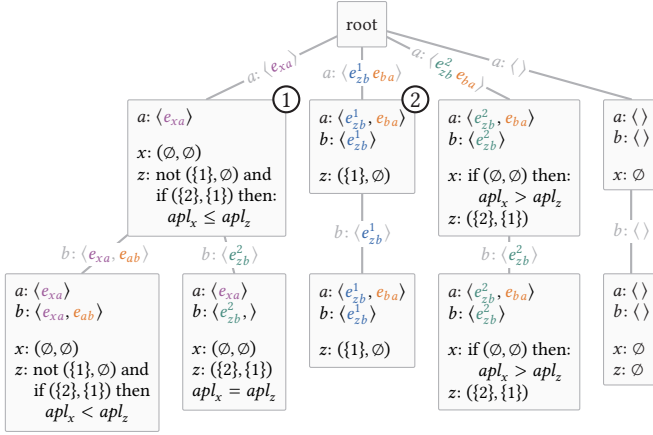 root
a: ⟨e_xa⟩
a: ⟨e¹_zb e_ba⟩
a: ⟨e²_zb e_ba⟩
a: ⟨ ⟩
1
a: ⟨e_xa⟩
x: (∅, ∅)
z: not ({1}, ∅) and
if ({2}, {1}) then:
apl_x ≤ apl_z
2
a: ⟨e¹_zb, e_ba⟩
b: ⟨e¹_zb⟩
z: ({1}, ∅)
a: ⟨e²_zb, e_ba⟩
b: ⟨e²_zb⟩
x: if (∅, ∅) then:
apl_x > apl_z
z: ({2}, {1})
a: ⟨ ⟩
b: ⟨ ⟩
x: ∅
b: ⟨e_xa, e_ab⟩
b: ⟨e²_zb⟩
b: ⟨e¹_zb⟩
b: ⟨e²_zb⟩
b: ⟨ ⟩
a: ⟨e_xa⟩
b: ⟨e_xa, e_ab⟩
x: (∅, ∅)
z: not ({1}, ∅) and
if ({2}, {1}) then
apl_x < apl_z
a: ⟨e_xa⟩
b: ⟨e²_zb, ⟩
x: (∅, ∅)
z: ({2}, {1})
apl_x = apl_z
a: ⟨e¹_zb, e_ba⟩
b: ⟨e¹_zb⟩
z: ({1}, ∅)
a: ⟨e²_zb, e_ba⟩
b: ⟨e²_zb⟩
x: if (∅, ∅) then:
apl_x > apl_z
z: ({2}, {1})
a: ⟨ ⟩
b: ⟨ ⟩
x: ∅
z: ∅